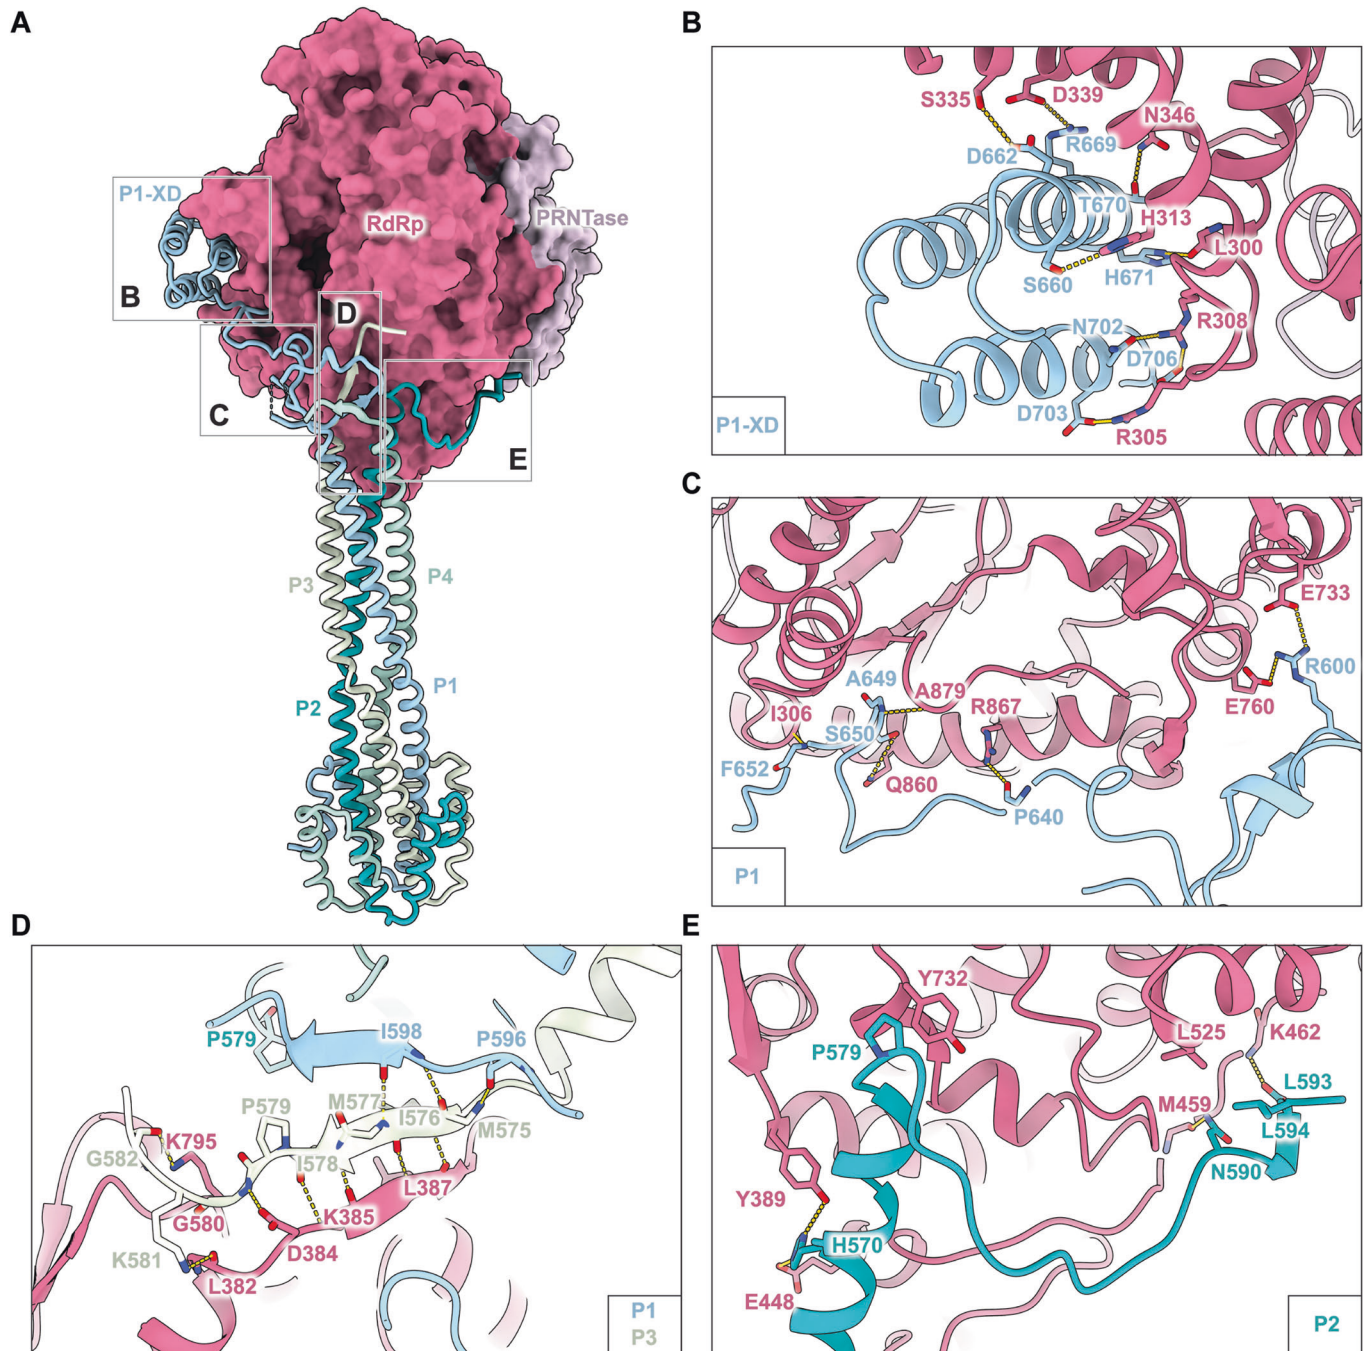 A
P1-XD
RdRp
PRNTase
B
D
C
E
P3
P4
P2
P1
B
S335
D339
N346
D662
R669
T670
H313
L300
S660
H671
R308
N702
D706
D703
R305
P1-XD
C
E733
A649
A879
R600
I306
S650
R867
E760
F652
Q860
P640
P1
D
P579
I598
P596
P579
M577
I576
M575
K795
G582
I578
L387
G580
K385
D384
K581
L382
P1
P3
E
Y732
P579
L525
K462
L593
M459
L594
N590
Y389
H570
E448
P2